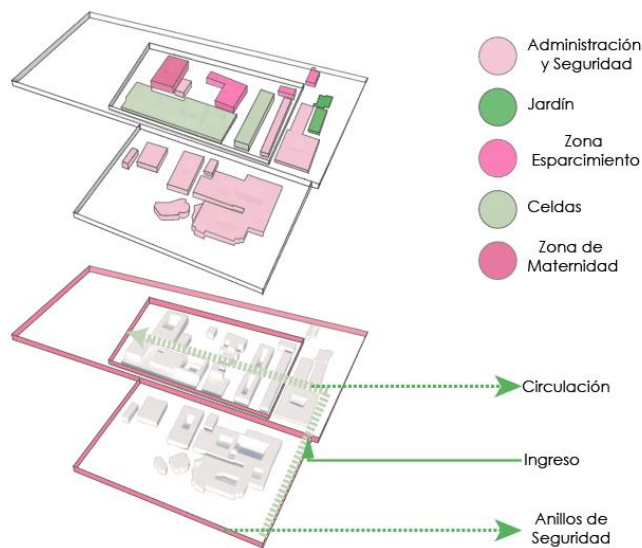 Administración
y Seguridad
Jardín
Zona
Esparcimiento
Celdas
Zona de
Maternidad
Circulación
Ingreso
Anillos de
Seguridad